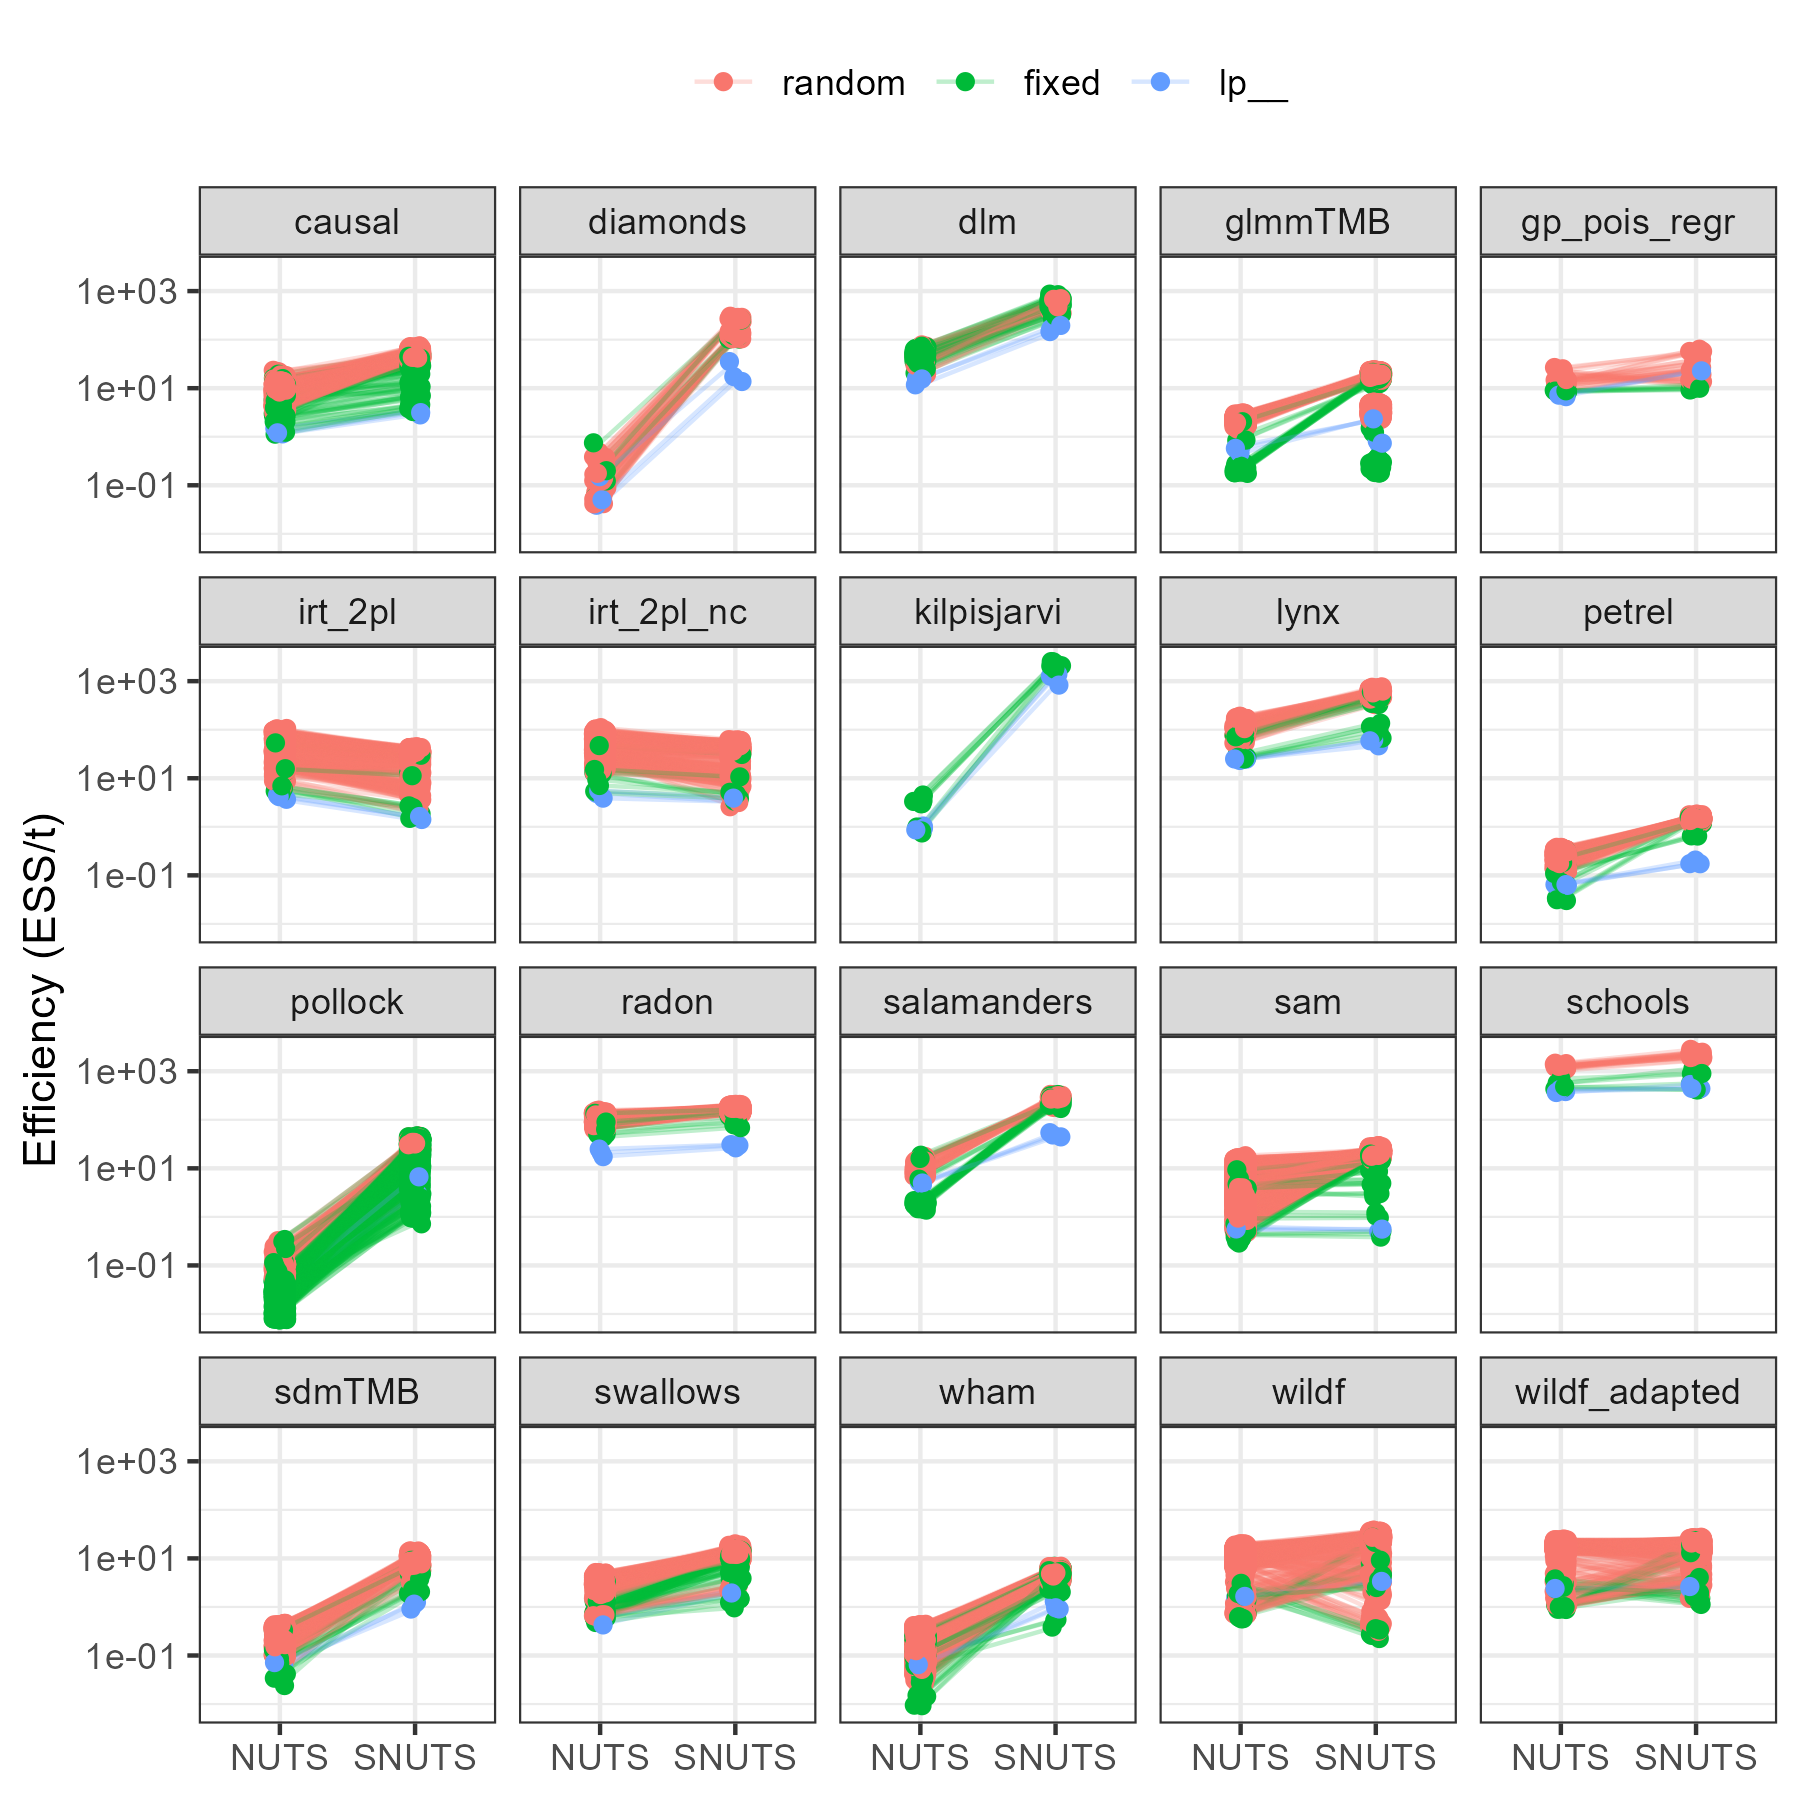 random fixed lp__
causal diamonds dlm glmmTMB gp_pois_regr
1e+03
1e+01
1e-01
irt_2pl irt_2pl_nc kilpisjarvi lynx petrel
1e+03
1e+01
1e-01
Efficiency (ESS/t)
pollock radon salamanders sam schools
1e+03
1e+01
1e-01
sdmTMB swallows wham wildf wildf_adapted
1e+03
1e+01
1e-01
NUTS SNUTS NUTS SNUTS NUTS SNUTS NUTS SNUTS NUTS SNUTS